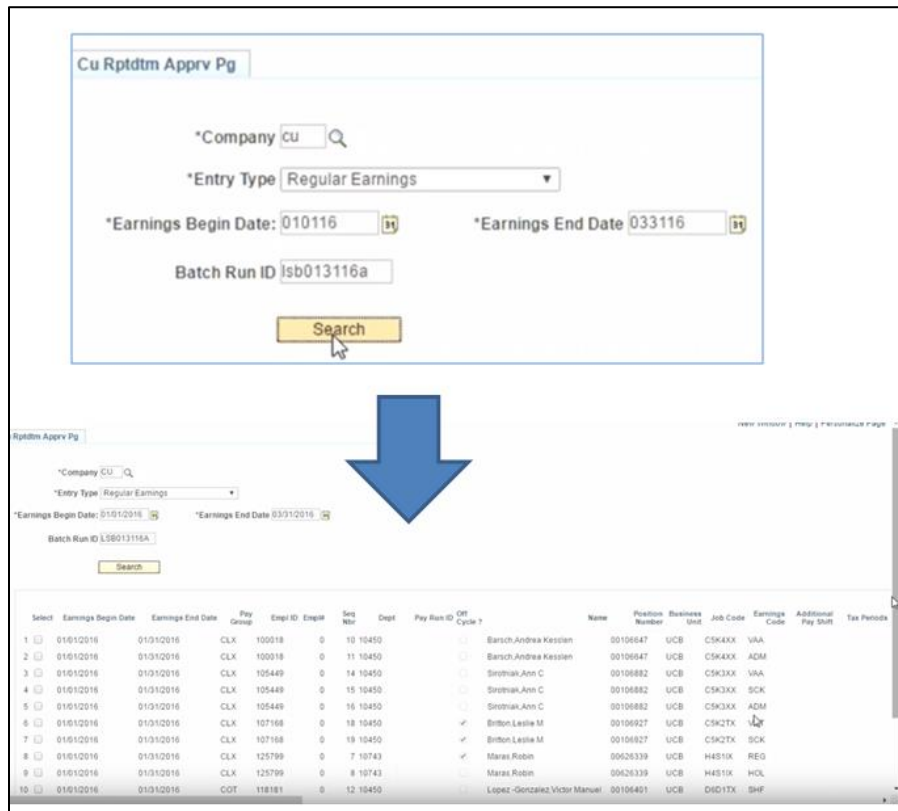 Cu Rptdtm Apprv Pg
*Company cu
*Entry Type Regular Earnings
*Earnings Begin Date: 010116 *Earnings End Date 033116
Batch Run ID lsb013116a
Search
New Window | Help | Personalize Page
Rptdtm Apprv Pg
*Company CU
*Entry Type Regular Earnings
*Earnings Begin Date: 01/01/2016 *Earnings End Date 03/31/2016
Batch Run ID LSB013116A
Search
Select Earnings Begin Date Earnings End Date Pay Group Empl ID Empl# Seq Nbr Dept Pay Run ID Off Cycle ? Name Position Number Business Unit Job Code Earnings Code Additional Pay Shift Tax Periods
1 01/01/2016 01/31/2016 CLX 100018 0 10 10450 Barsch,Andrea Kesslen 00106647 UCB C5K4XX VAA
2 01/01/2016 01/31/2016 CLX 100018 0 11 10450 Barsch,Andrea Kesslen 00106647 UCB C5K4XX ADM
3 01/01/2016 01/31/2016 CLX 105449 0 14 10450 Sirotniak,Ann C 00106882 UCB C5K3XX VAA
4 01/01/2016 01/31/2016 CLX 105449 0 15 10450 Sirotniak,Ann C 00106882 UCB C5K3XX SCK
5 01/01/2016 01/31/2016 CLX 105449 0 16 10450 Sirotniak,Ann C 00106882 UCB C5K3XX ADM
6 01/01/2016 01/31/2016 CLX 107168 0 18 10450 Britton,Leslie M 00106927 UCB C5K2TX
7 01/01/2016 01/31/2016 CLX 107168 0 19 10450 Britton,Leslie M 00106927 UCB C5K2TX SCK
8 01/01/2016 01/31/2016 CLX 125799 0 7 10743 Maras,Robin 00626339 UCB H4S1IX REG
9 01/01/2016 01/31/2016 CLX 125799 0 8 10743 Maras,Robin 00626339 UCB H4S1IX HOL
10 01/01/2016 01/31/2016 COT 118181 0 12 10450 Lopez-Gonzalez,Victor Manuel 00106401 UCB D8D1TX SHF